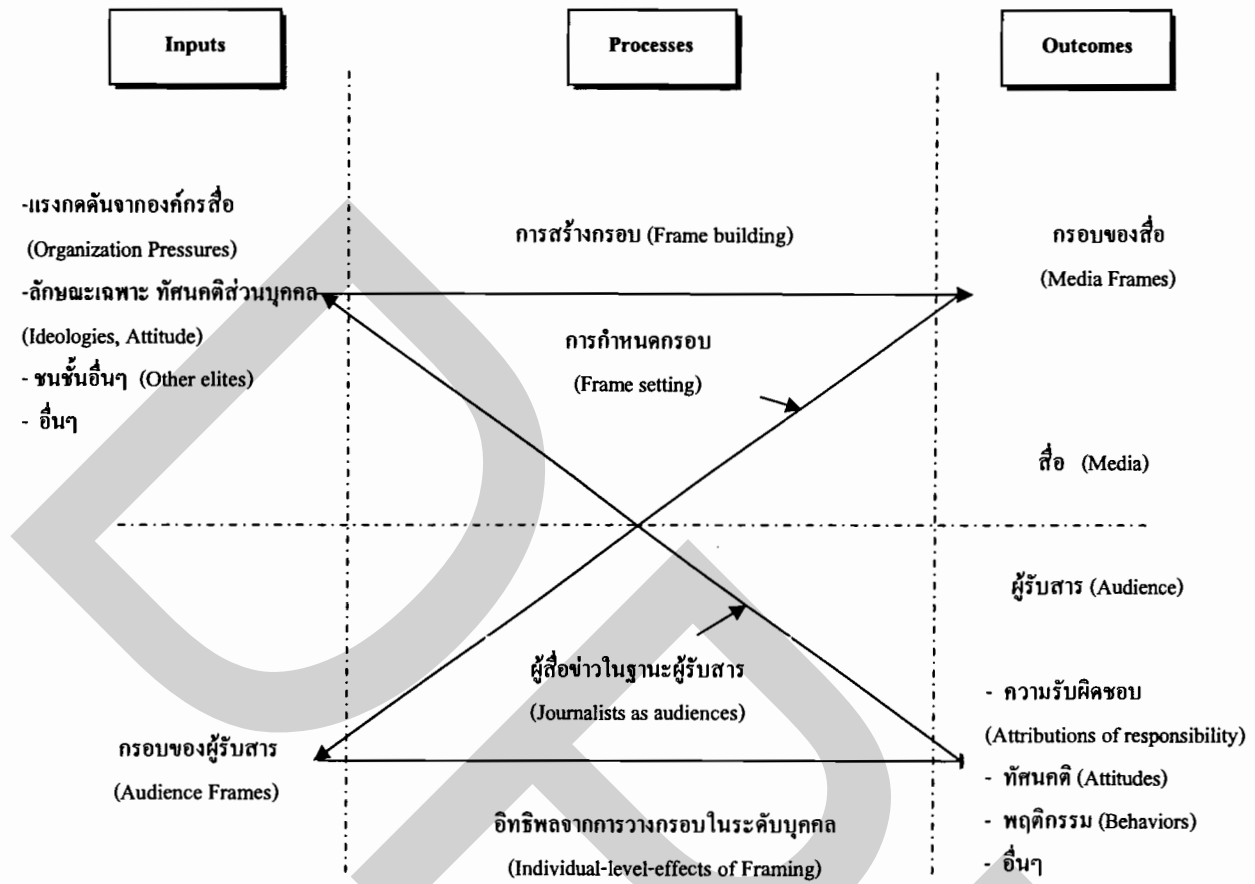 Inputs
Processes
Outcomes
-แรงกดดันจากองค์กรสื่อ
(Organization Pressures)
-ลักษณะเฉพาะ ทัศนคติส่วนบุคคล
(Ideologies, Attitude)
- ชนชั้นอื่นๆ (Other elites)
- อื่นๆ
การสร้างกรอบ (Frame building)
กรอบของสื่อ
(Media Frames)
การกำหนดกรอบ
(Frame setting)
สื่อ (Media)
ผู้รับสาร (Audience)
ผู้สื่อข่าวในฐานะผู้รับสาร
(Journalists as audiences)
กรอบของผู้รับสาร
(Audience Frames)
- ความรับผิดชอบ
(Attributions of responsibility)
- ทัศนคติ (Attitudes)
- พฤติกรรม (Behaviors)
- อื่นๆ
อิทธิพลจากการวางกรอบในระดับบุคคล
(Individual-level-effects of Framing)